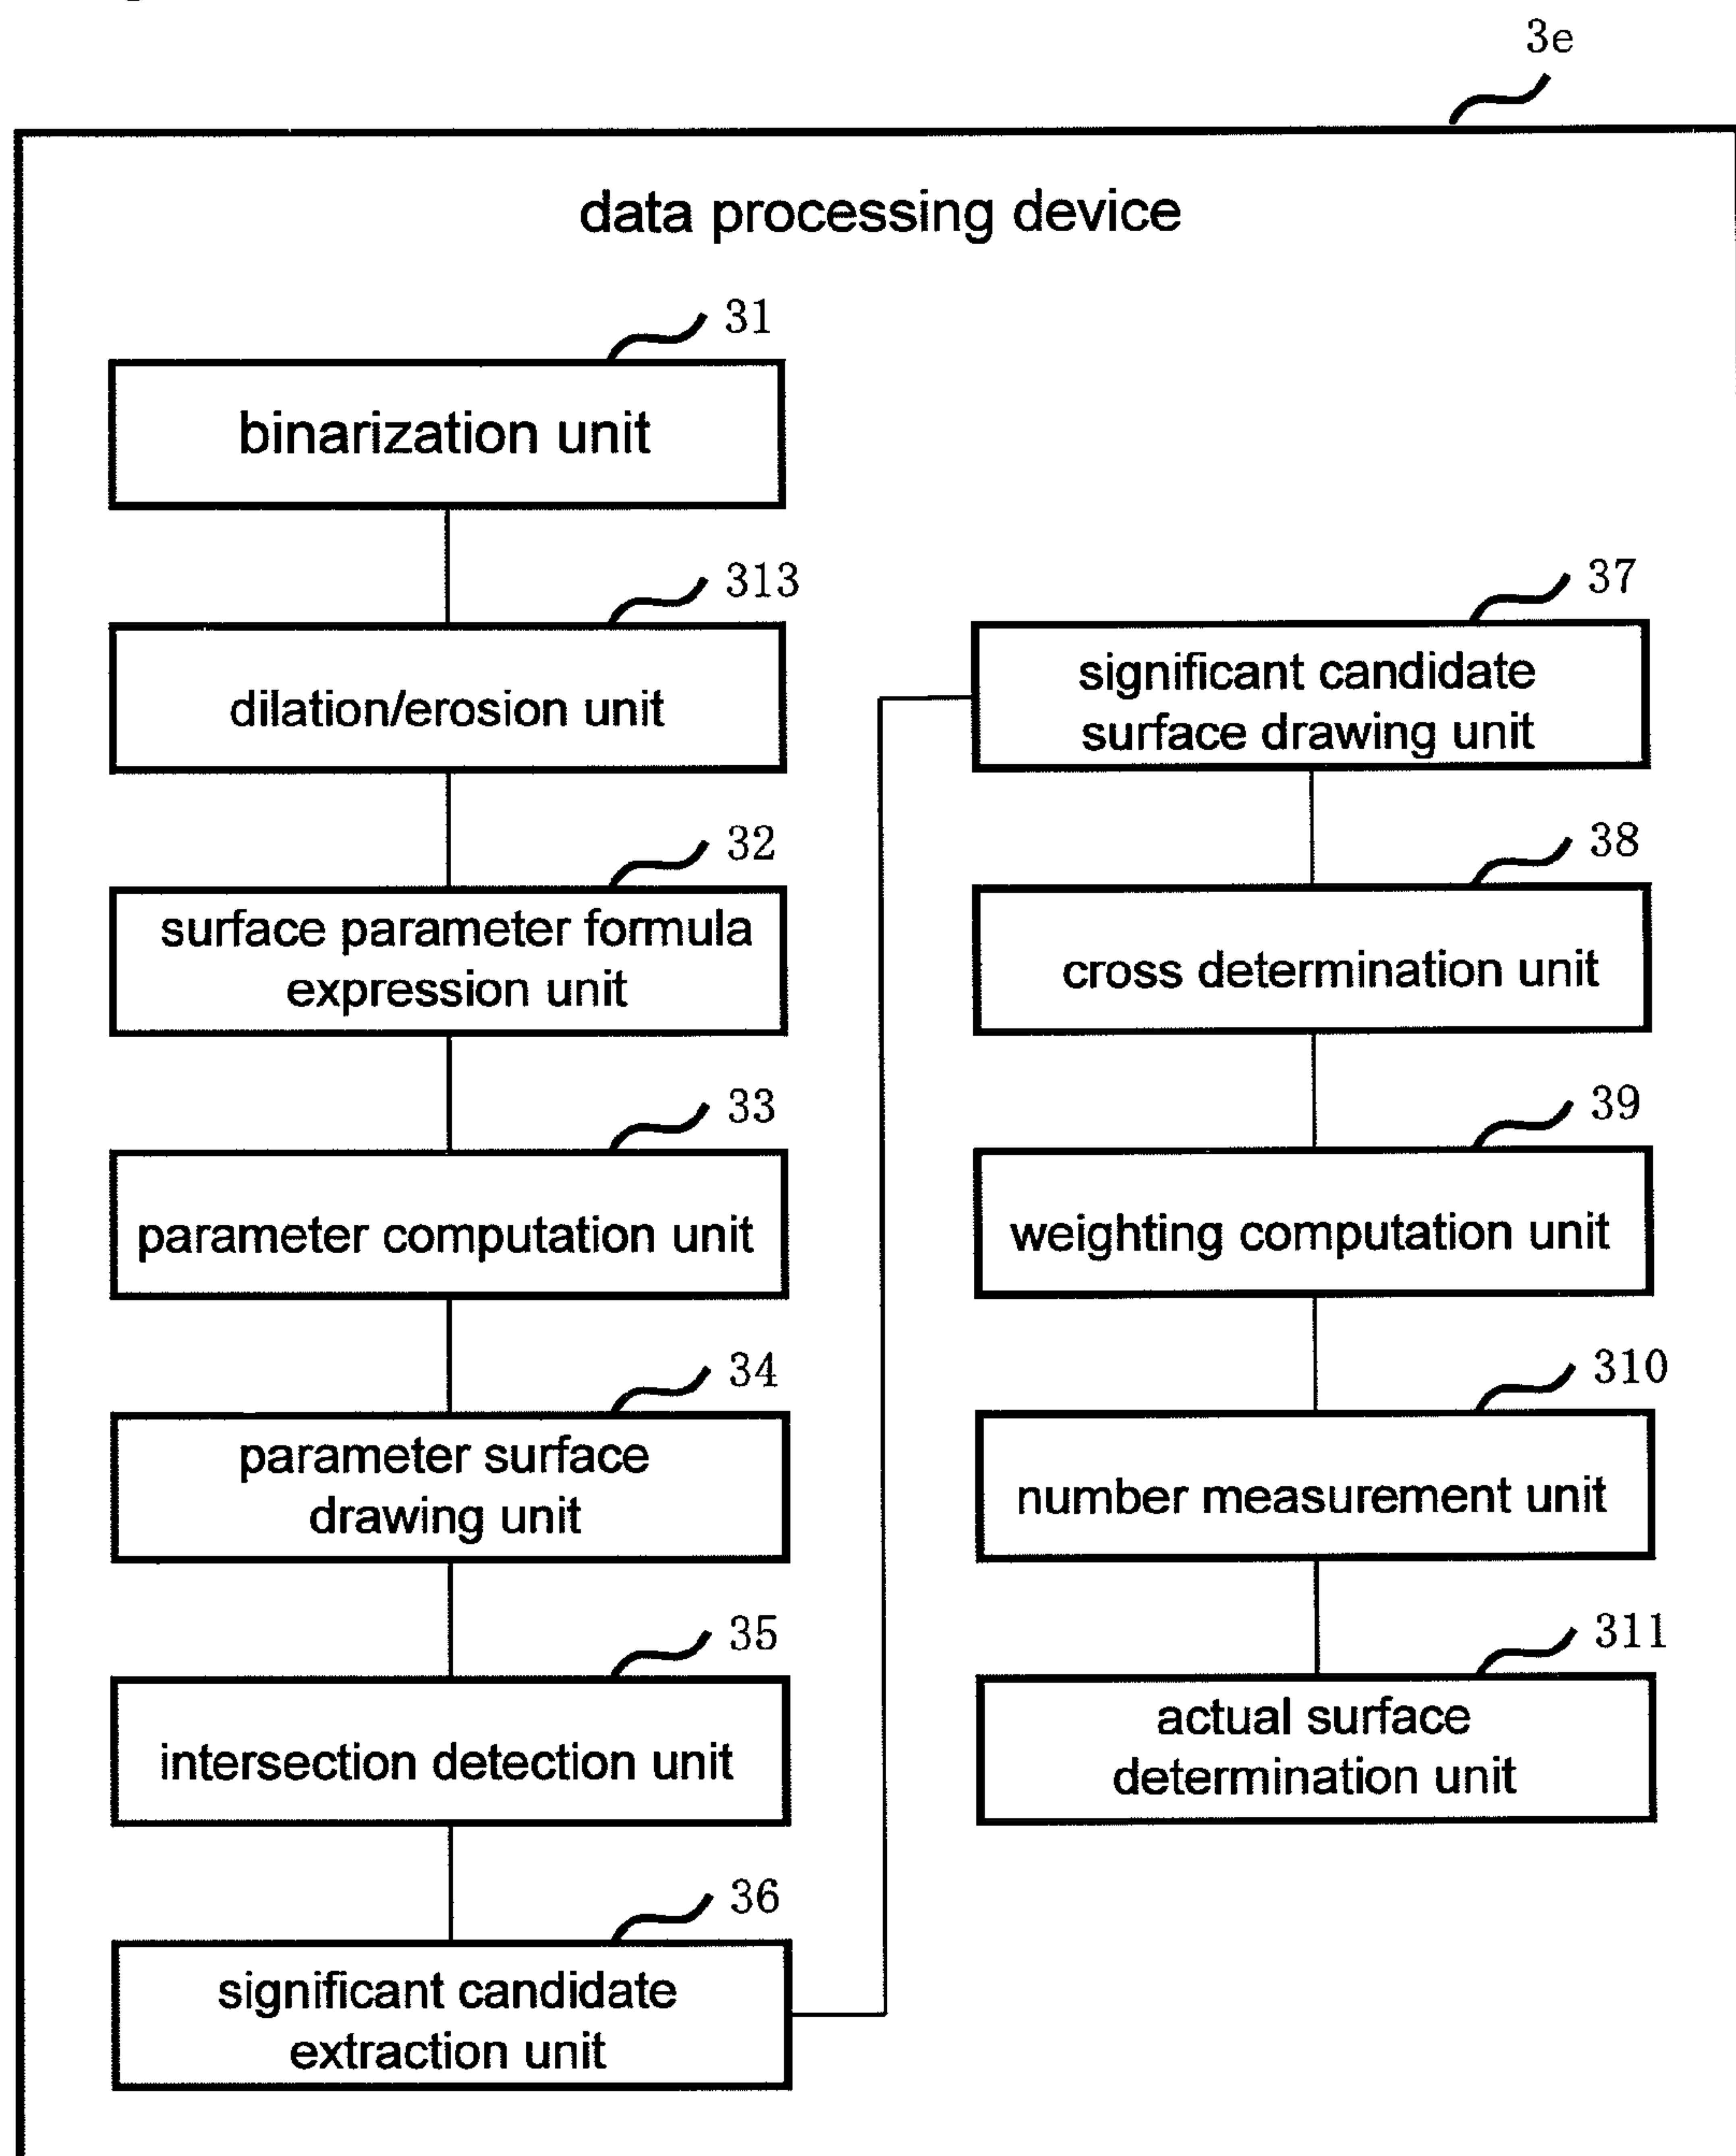 3e
data processing device
31
binarization unit
313
dilation/erosion unit
32
surface parameter formula
expression unit
33
parameter computation unit
34
parameter surface
drawing unit
35
intersection detection unit
36
significant candidate
extraction unit
37
significant candidate
surface drawing unit
38
cross determination unit
39
weighting computation unit
310
number measurement unit
311
actual surface
determination unit